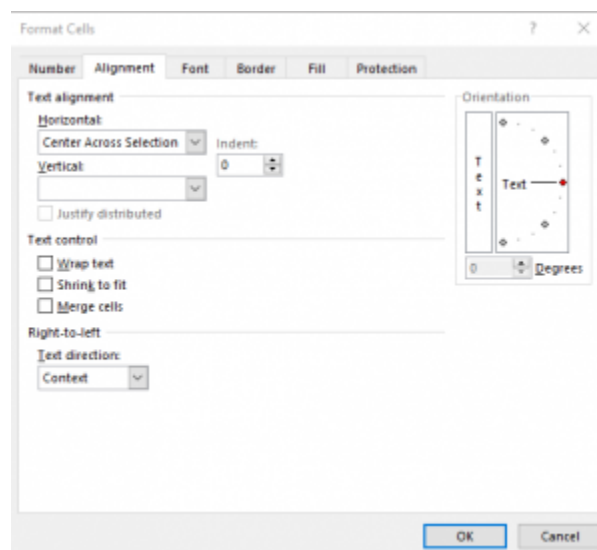 Format Cells ?
Number Alignment Font Border Fill Protection
Text alignment
Horizontal:
Center Across Selection
Indent:
0
Vertical:
Justify distributed
Text control
Wrap text
Shrink to fit
Merge cells
Right-to-left
Text direction:
Context
Orientation
Text
Text
0 Degrees
OK Cancel